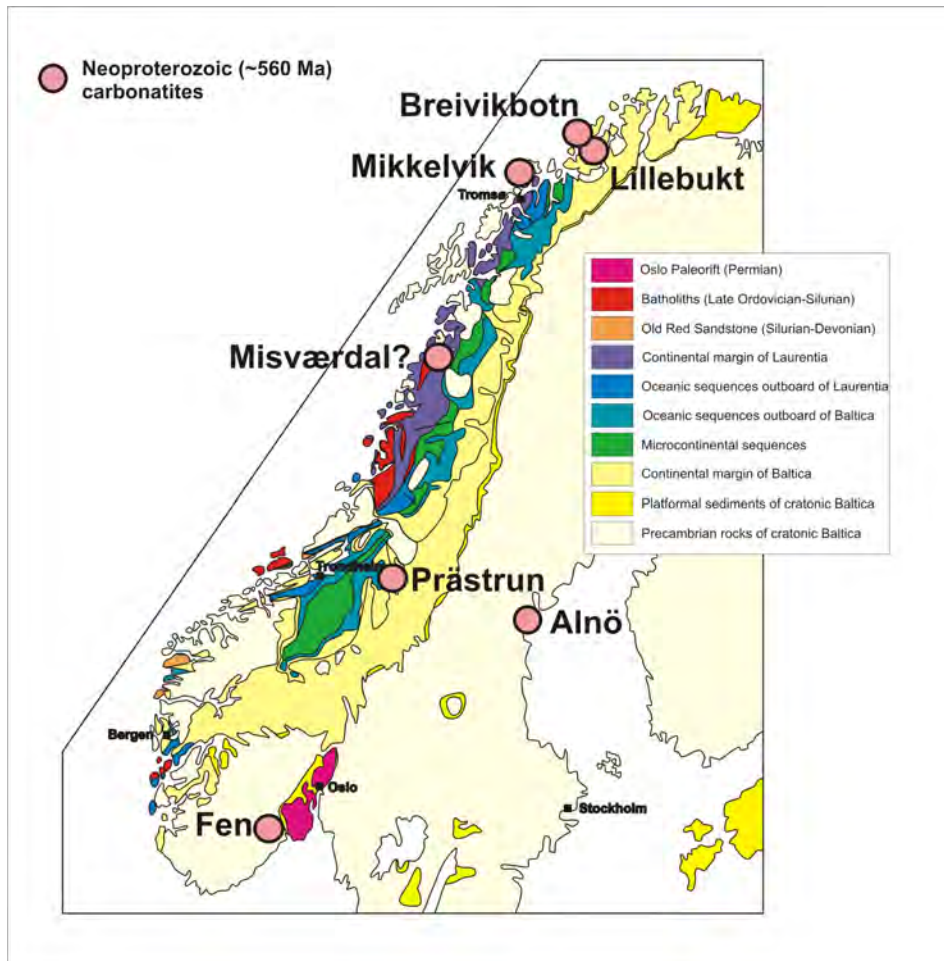 Neoproterozoic (~560 Ma)
carbonatites
Breivikbotn
Mikkelvik
Lillebukt
Tromsø
Oslo Paleorift (Permian)
Batholiths (Late Ordovician-Silurian)
Old Red Sandstone (Silurian-Devonian)
Continental margin of Laurentia
Oceanic sequences outboard of Laurentia
Oceanic sequences outboard of Baltica
Microcontinental sequences
Continental margin of Baltica
Platformal sediments of cratonic Baltica
Precambrian rocks of cratonic Baltica
Misværdal?
Trondheim
Prästrun
Alnö
Bergen
Oslo
Stockholm
Fen